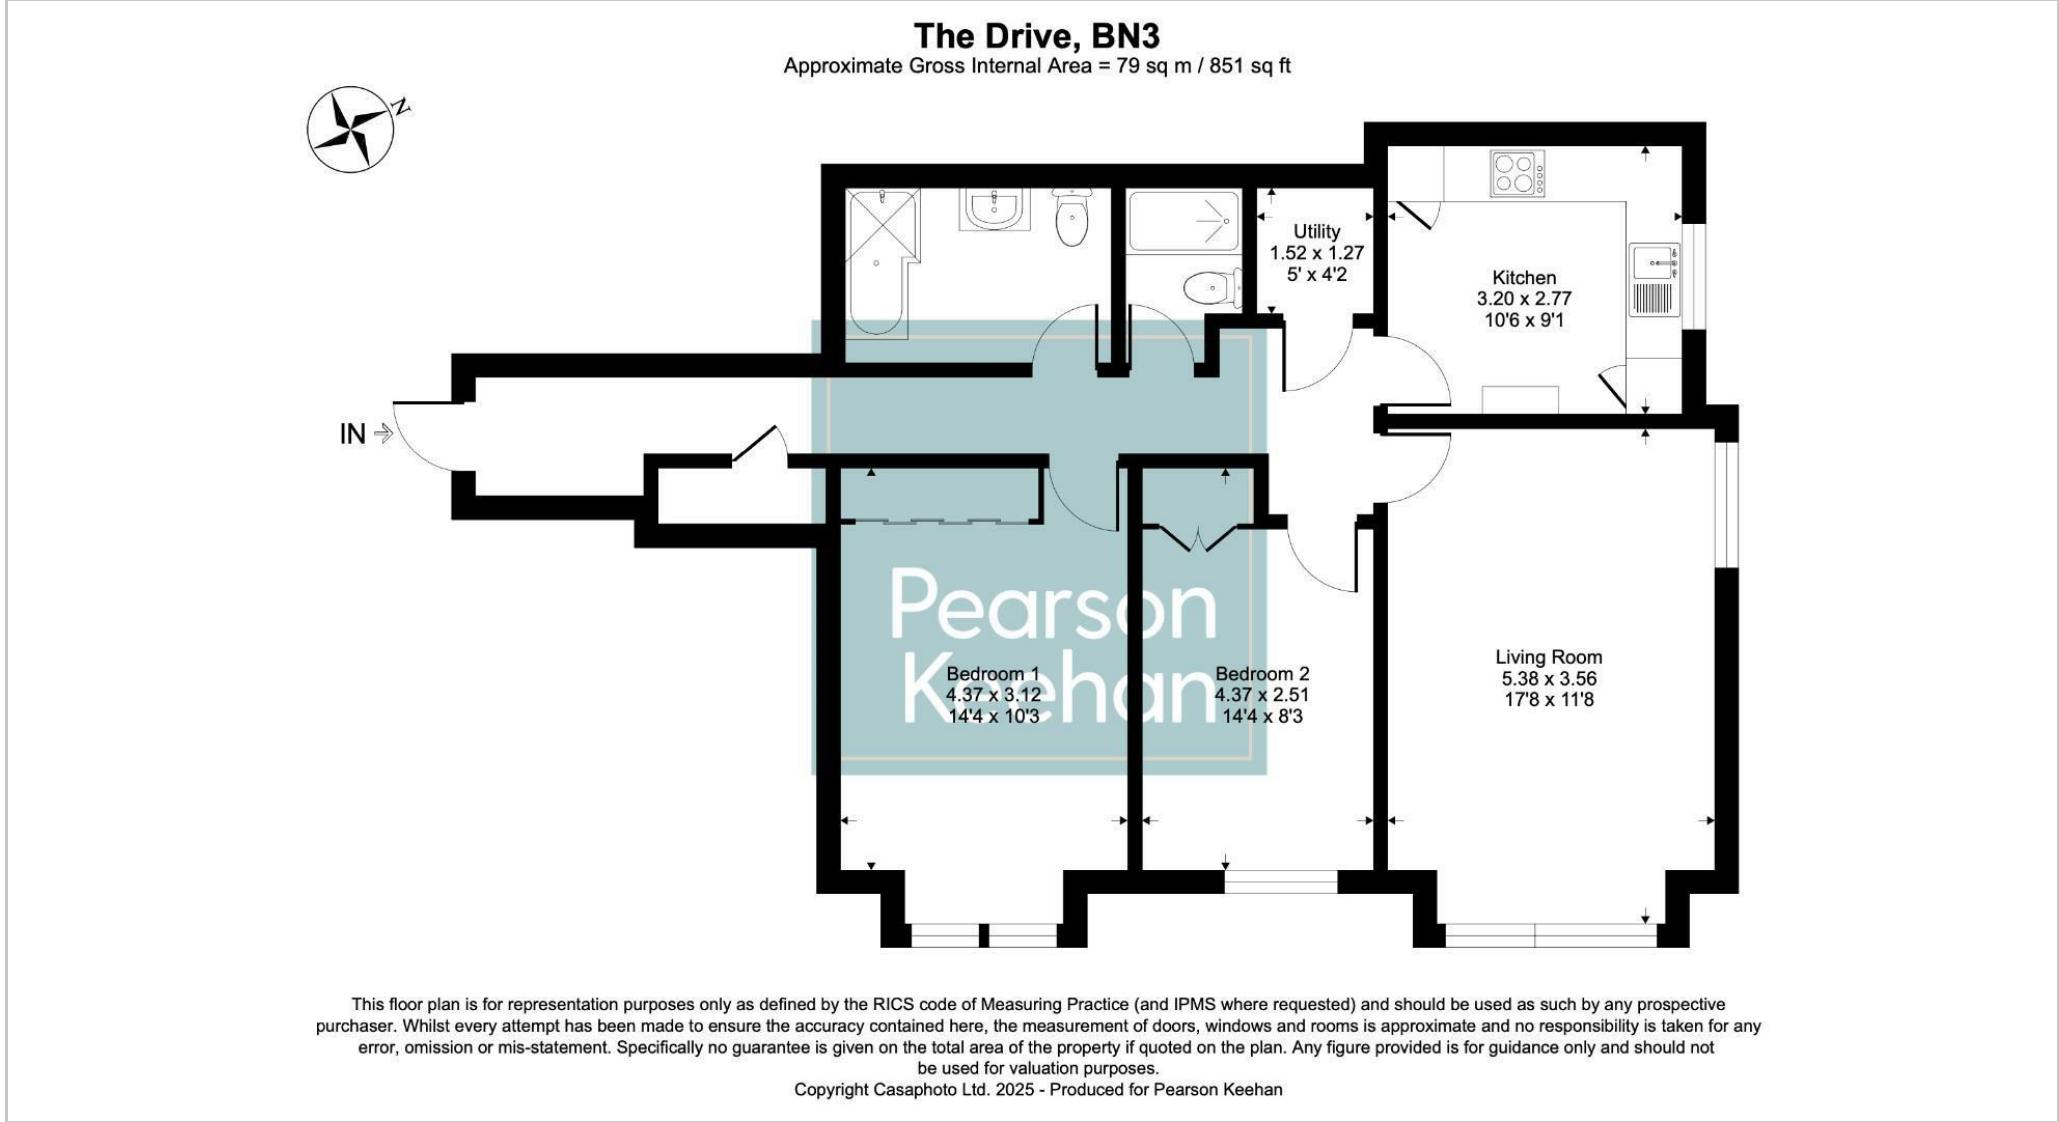 The Drive, BN3
Approximate Gross Internal Area = 79 sq m / 851 sq ft
N
Utility
1.52 x 1.27
5' x 4'2
Kitchen
3.20 x 2.77
10'6 x 9'1
IN
Pearson
Keehan
Bedroom 1
4.37 x 3.12
14'4 x 10'3
Bedroom 2
4.37 x 2.51
14'4 x 8'3
Living Room
5.38 x 3.56
17'8 x 11'8
This floor plan is for representation purposes only as defined by the RICS code of Measuring Practice (and IPMS where requested) and should be used as such by any prospective
purchaser. Whilst every attempt has been made to ensure the accuracy contained here, the measurement of doors, windows and rooms is approximate and no responsibility is taken for any
error, omission or mis-statement. Specifically no guarantee is given on the total area of the property if quoted on the plan. Any figure provided is for guidance only and should not
be used for valuation purposes.
Copyright Casaphoto Ltd. 2025 - Produced for Pearson Keehan